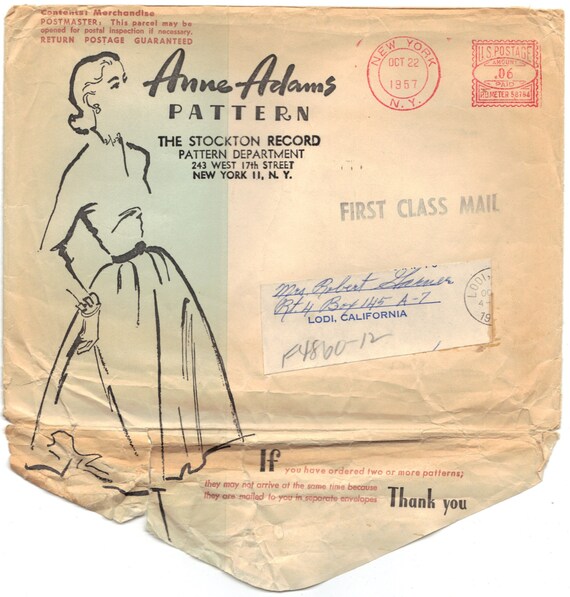 Contents: Merchandise
POSTMASTER: This parcel may be
opened for postal inspection if necessary.
RETURN POSTAGE GUARANTEED
Anne Adams
PATTERN
THE STOCKTON RECORD
PATTERN DEPARTMENT
243 WEST 17th STREET
NEW YORK 11, N. Y.
NEW YORK
OCT 22
1957
N.Y.
U.S. POSTAGE
AMOUNT
.06
PAID
FIRST CLASS MAIL
Mrs Robert
Rt 4 Box 145 A-7
LODI, CALIFORNIA
F4860-12
LODI
19
If you have ordered two or more patterns;
they may not arrive at the same time because
they are mailed to you in separate envelopes
Thank you